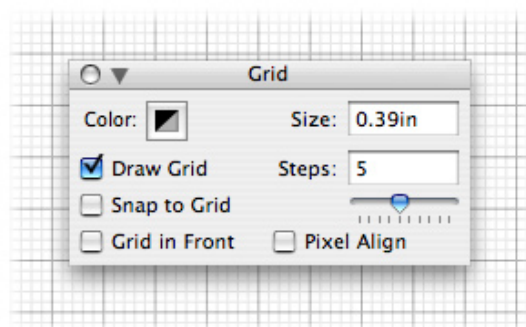 Grid
Color: Size: 0.39in
Draw Grid Steps: 5
Snap to Grid
Grid in Front Pixel Align